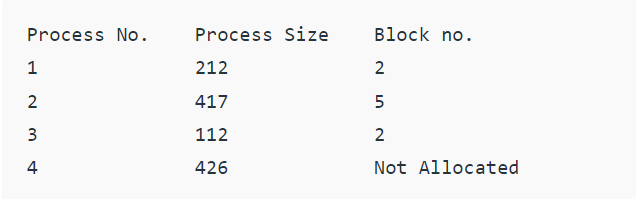 Process No. Process Size Block no.
1 212 2
2 417 5
3 112 2
4 426 Not Allocated